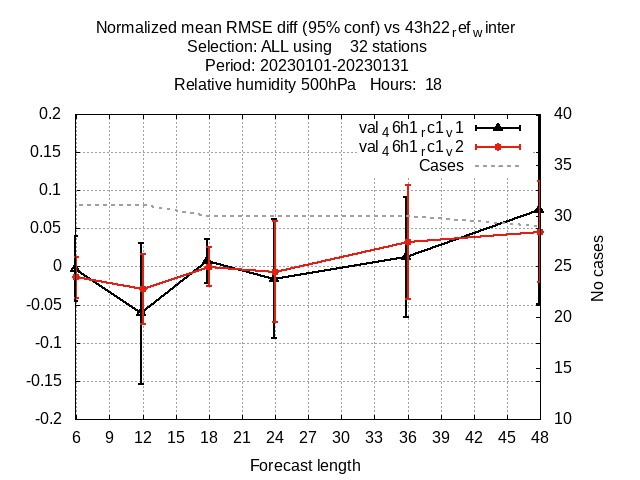 Normalized mean RMSE diff (95% conf) vs 43h22refwinter
Selection: ALL using 32 stations
Period: 20230101-20230131
Relative humidity 500hPa Hours: 18
val46h1rc1v1
val46h1rc1v2
Cases
0.2
0.15
0.1
0.05
0
-0.05
-0.1
-0.15
-0.2
40
35
30
25
20
15
10
No cases
6 9 12 15 18 21 24 27 30 33 36 39 42 45 48
Forecast length